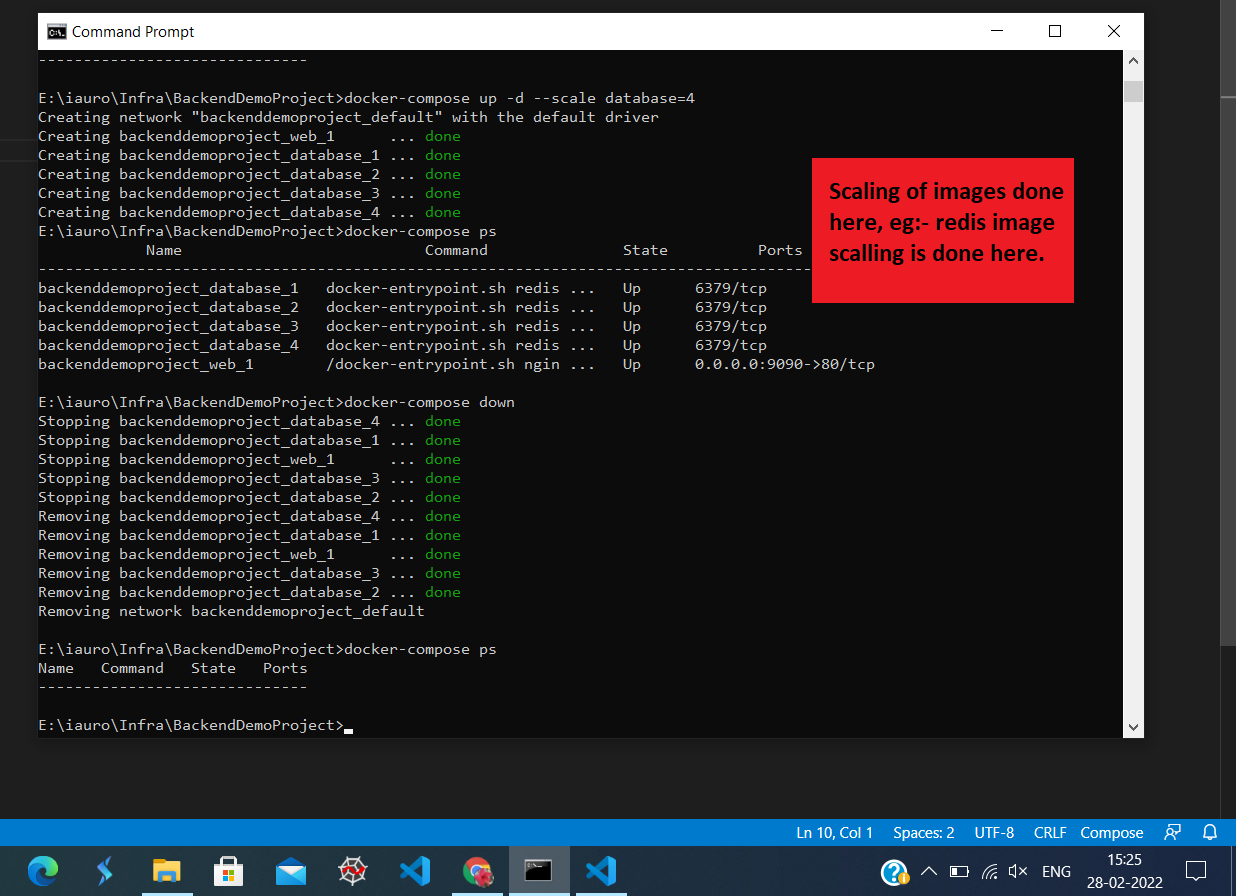 Command Prompt
------------------------------
E:\iauro\Infra\BackendDemoProject>docker-compose up -d --scale database=4
Creating network "backenddemoproject_default" with the default driver
Creating backenddemoproject_web_1      ... done
Creating backenddemoproject_database_1 ... done
Creating backenddemoproject_database_2 ... done
Creating backenddemoproject_database_3 ... done
Creating backenddemoproject_database_4 ... done
E:\iauro\Infra\BackendDemoProject>docker-compose ps
            Name                           Command               State          Ports
--------------------------------------------------------------------------------------
backenddemoproject_database_1   docker-entrypoint.sh redis ...   Up      6379/tcp
backenddemoproject_database_2   docker-entrypoint.sh redis ...   Up      6379/tcp
backenddemoproject_database_3   docker-entrypoint.sh redis ...   Up      6379/tcp
backenddemoproject_database_4   docker-entrypoint.sh redis ...   Up      6379/tcp
backenddemoproject_web_1        /docker-entrypoint.sh ngin ...   Up      0.0.0.0:9090->80/tcp
Scaling of images done
here, eg:- redis image
scalling is done here.
E:\iauro\Infra\BackendDemoProject>docker-compose down
Stopping backenddemoproject_database_4 ... done
Stopping backenddemoproject_database_1 ... done
Stopping backenddemoproject_web_1      ... done
Stopping backenddemoproject_database_3 ... done
Stopping backenddemoproject_database_2 ... done
Removing backenddemoproject_database_4 ... done
Removing backenddemoproject_database_1 ... done
Removing backenddemoproject_web_1      ... done
Removing backenddemoproject_database_3 ... done
Removing backenddemoproject_database_2 ... done
Removing network backenddemoproject_default
E:\iauro\Infra\BackendDemoProject>docker-compose ps
Name   Command   State   Ports
------------------------------
E:\iauro\Infra\BackendDemoProject>
Ln 10, Col 1 Spaces: 2 UTF-8 CRLF Compose
ENG
15:25
28-02-2022